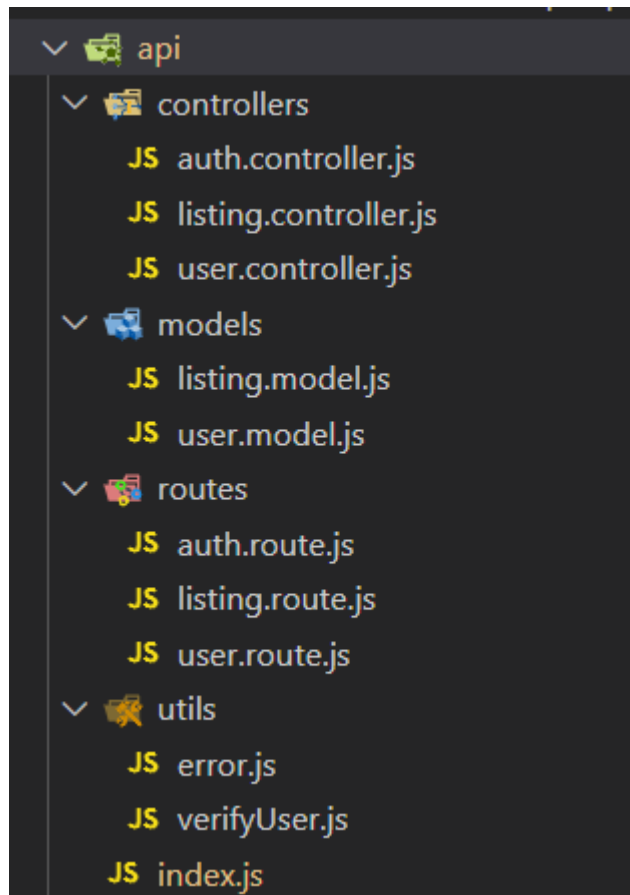 api
controllers
JS auth.controller.js
JS listing.controller.js
JS user.controller.js
models
JS listing.model.js
JS user.model.js
routes
JS auth.route.js
JS listing.route.js
JS user.route.js
utils
JS error.js
JS verifyUser.js
JS index.js